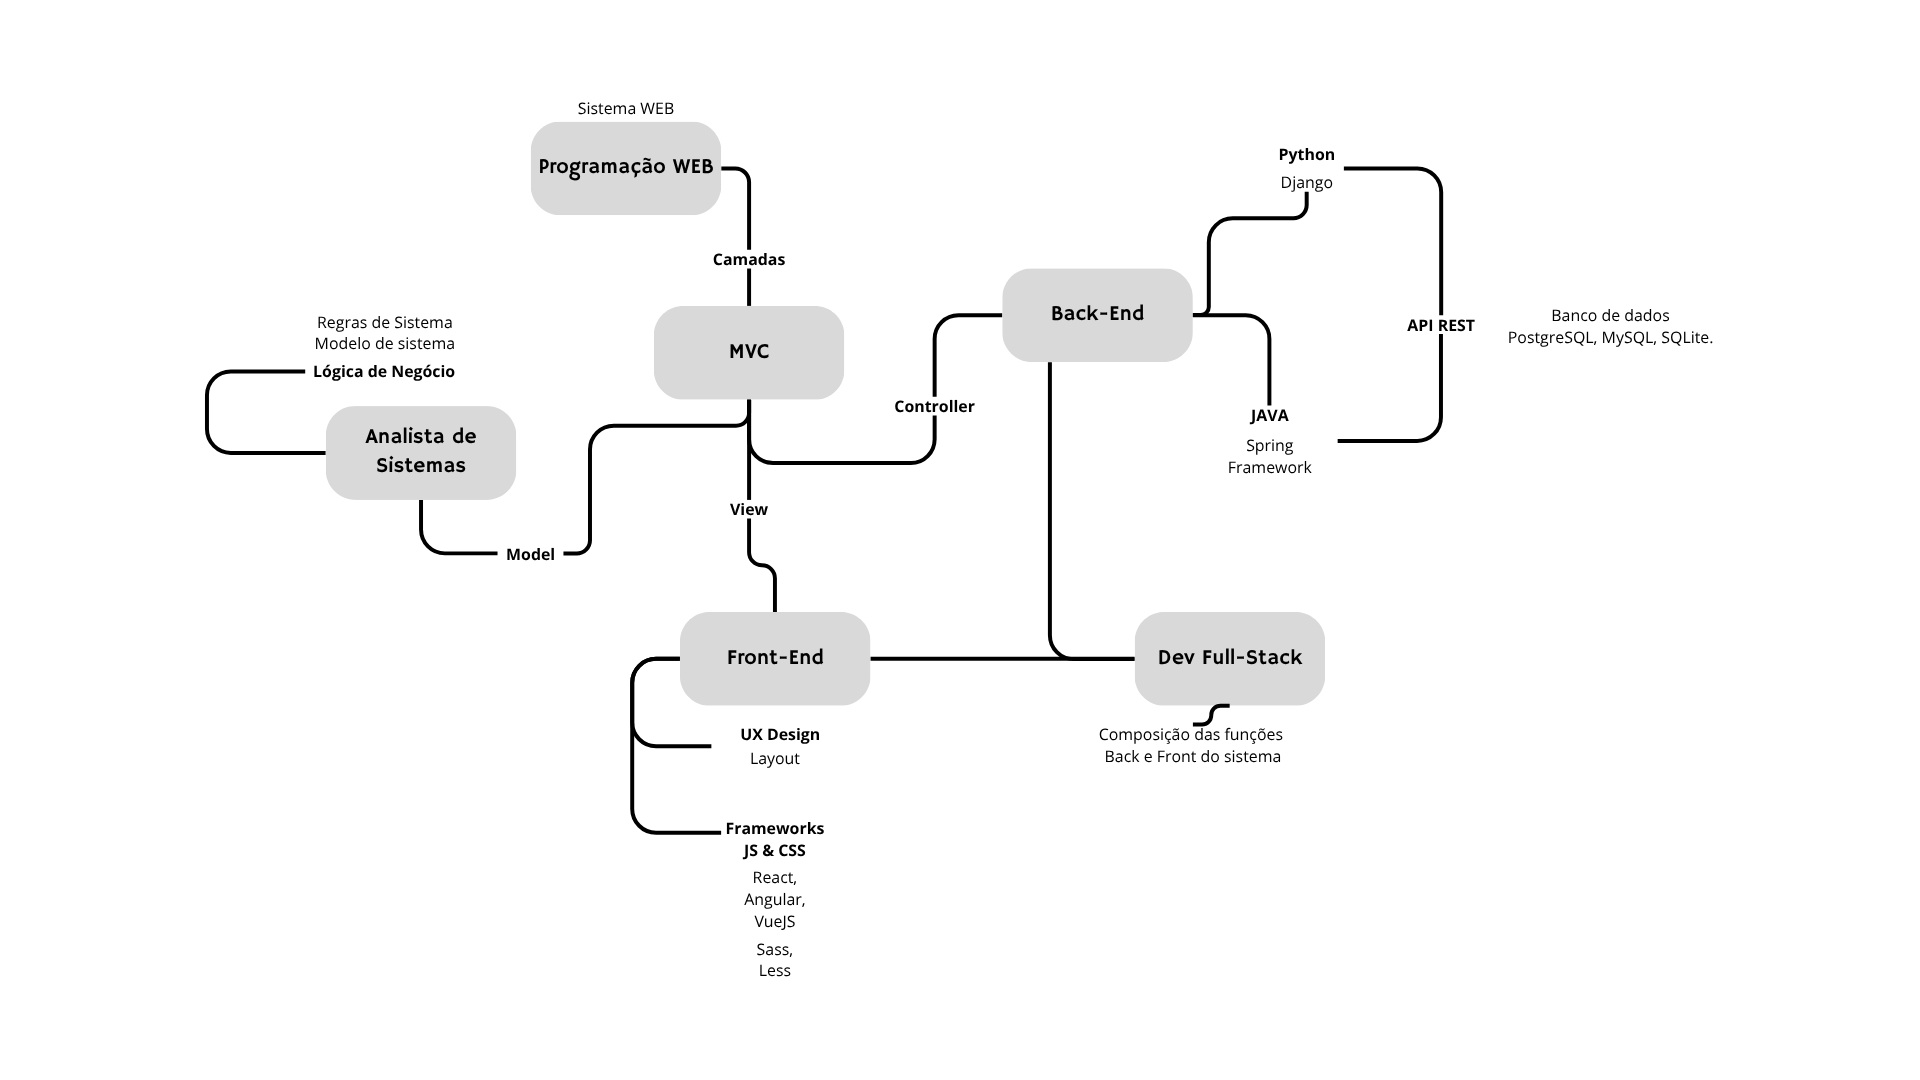 Sistema WEB
Programação WEB
Camadas
MVC
Regras de Sistema
Modelo de sistema
Lógica de Negócio
Analista de
Sistemas
Model
View
Controller
Back-End
Python
Django
JAVA
Spring
Framework
API REST
Banco de dados
PostgreSQL, MySQL, SQLite.
Front-End
UX Design
Layout
Frameworks
JS & CSS
React,
Angular,
VueJS
Sass,
Less
Dev Full-Stack
Composição das funções
Back e Front do sistema